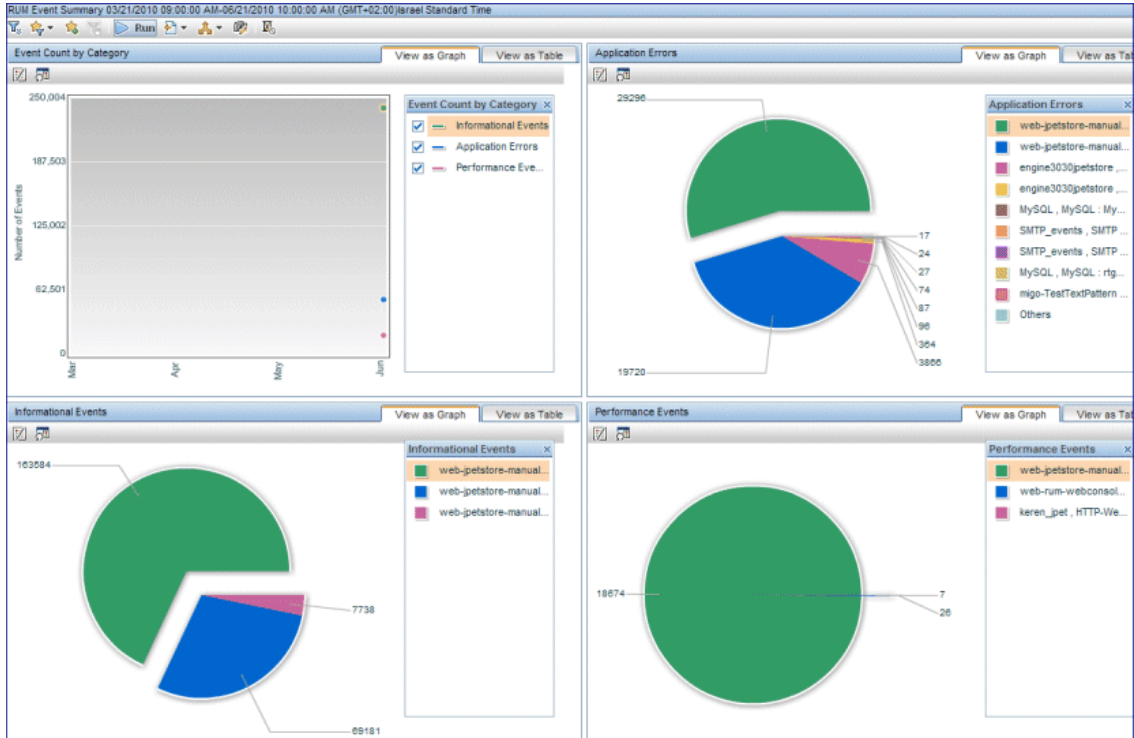 RUM Event Summary 03/21/2010 09:00:00 AM-06/21/2010 10:00:00 AM (GMT+02:00)Israel Standard Time
Run
Event Count by Category
View as Graph
View as Table
250,004
187,503
125,002
62,501
0
Number of Events
Mar
Apr
May
Jun
Event Count by Category
Informational Events
Application Errors
Performance Eve...
Application Errors
View as Graph
View as Tab
29296
17
24
27
74
87
96
364
3866
19720
Application Errors
web-jpetstore-manual...
web-jpetstore-manual...
engine3030jpetstore ,...
engine3030jpetstore ,...
MySQL , MySQL : My...
SMTP_events , SMTP ...
SMTP_events , SMTP ...
MySQL , MySQL : rtg...
migo-TestTextPattern ...
Others
Informational Events
View as Graph
View as Table
163684
7738
69181
Informational Events
web-jpetstore-manual...
web-jpetstore-manual...
web-jpetstore-manual...
Performance Events
View as Graph
View as Tab
18674
7
26
Performance Events
web-jpetstore-manual...
web-rum-webconsol...
keren_jpet , HTTP-We...